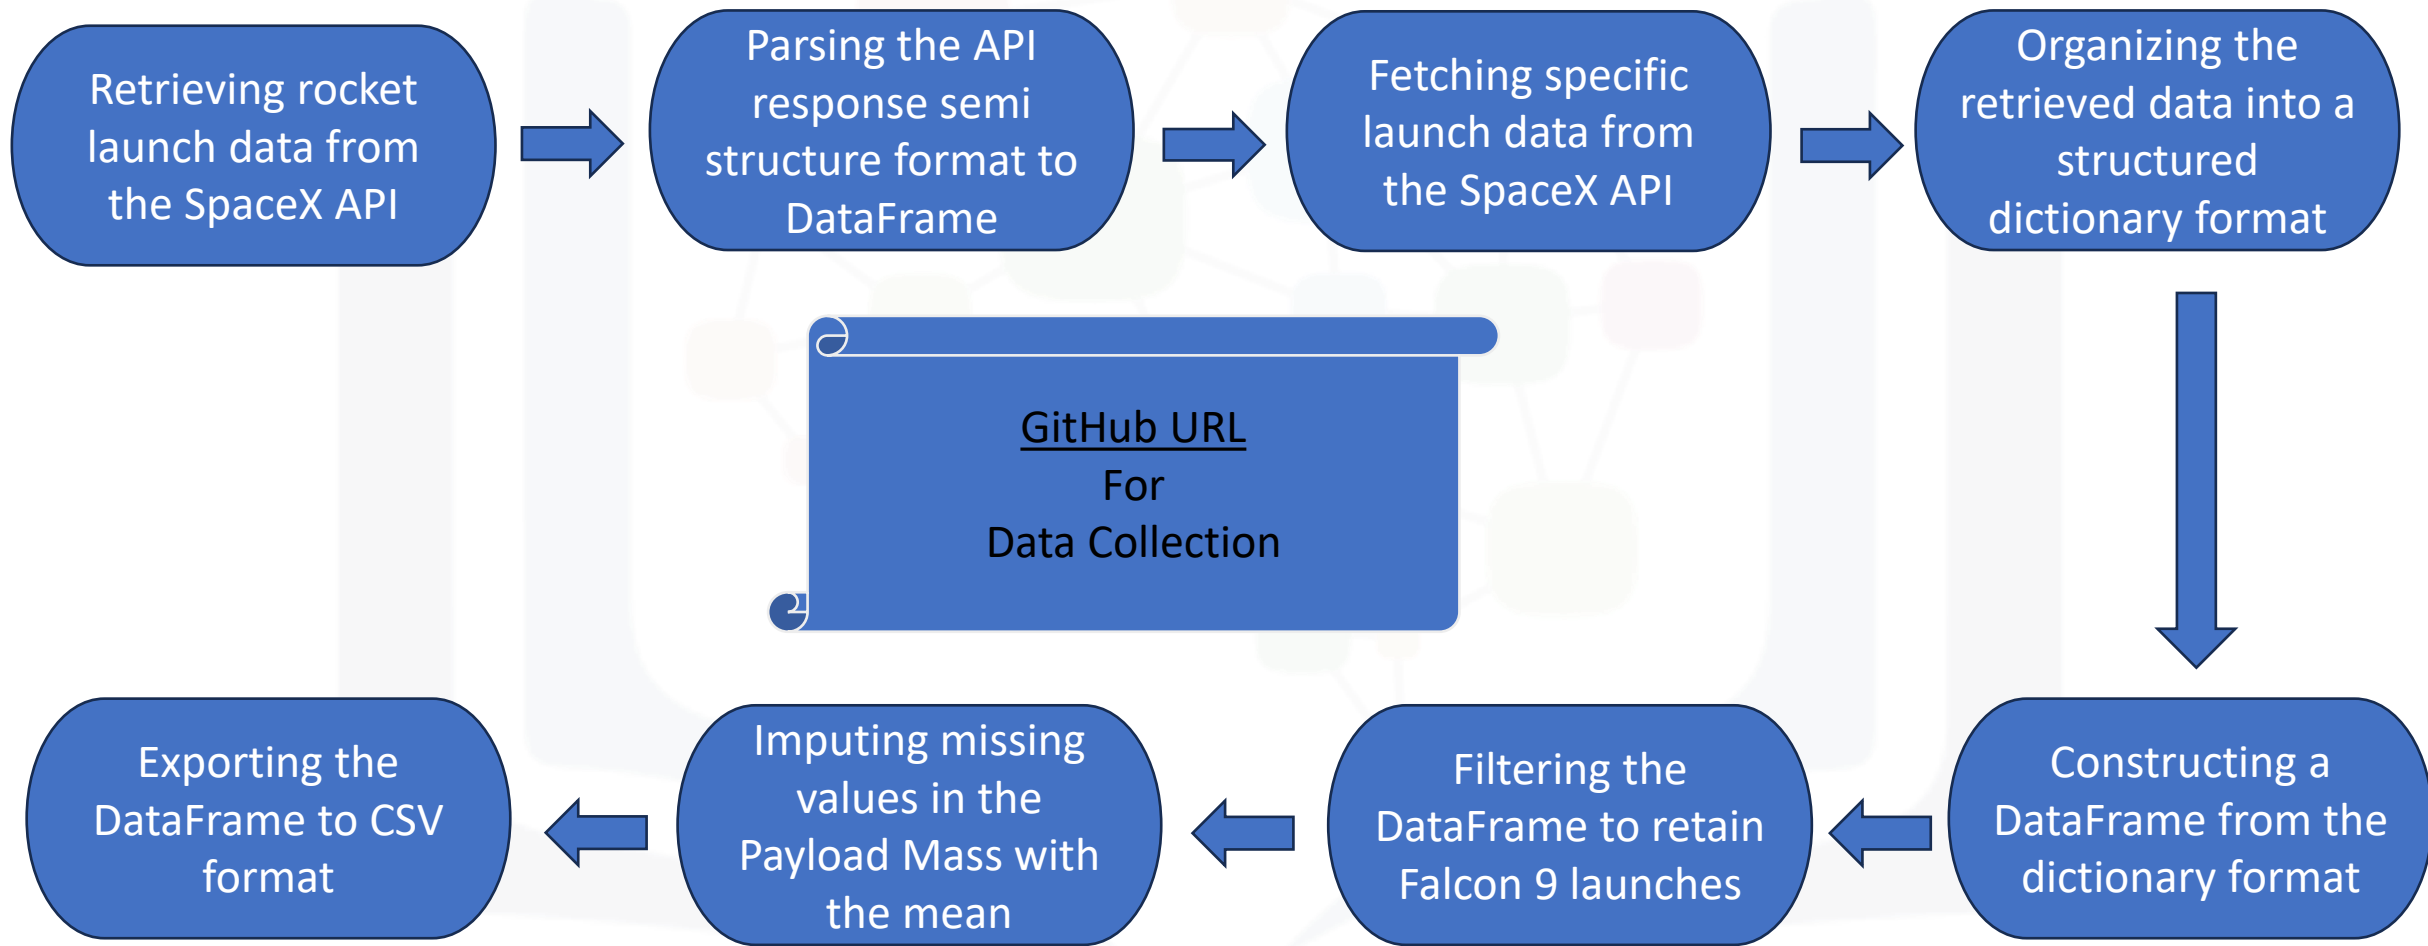 Retrieving rocket
launch data from
the SpaceX API
Parsing the API
response semi
structure format to
DataFrame
Fetching specific
launch data from
the SpaceX API
Organizing the
retrieved data into a
structured
dictionary format
GitHub URL
For
Data Collection
Constructing a
DataFrame from the
dictionary format
Filtering the
DataFrame to retain
Falcon 9 launches
Imputing missing
values in the
Payload Mass with
the mean
Exporting the
DataFrame to CSV
format